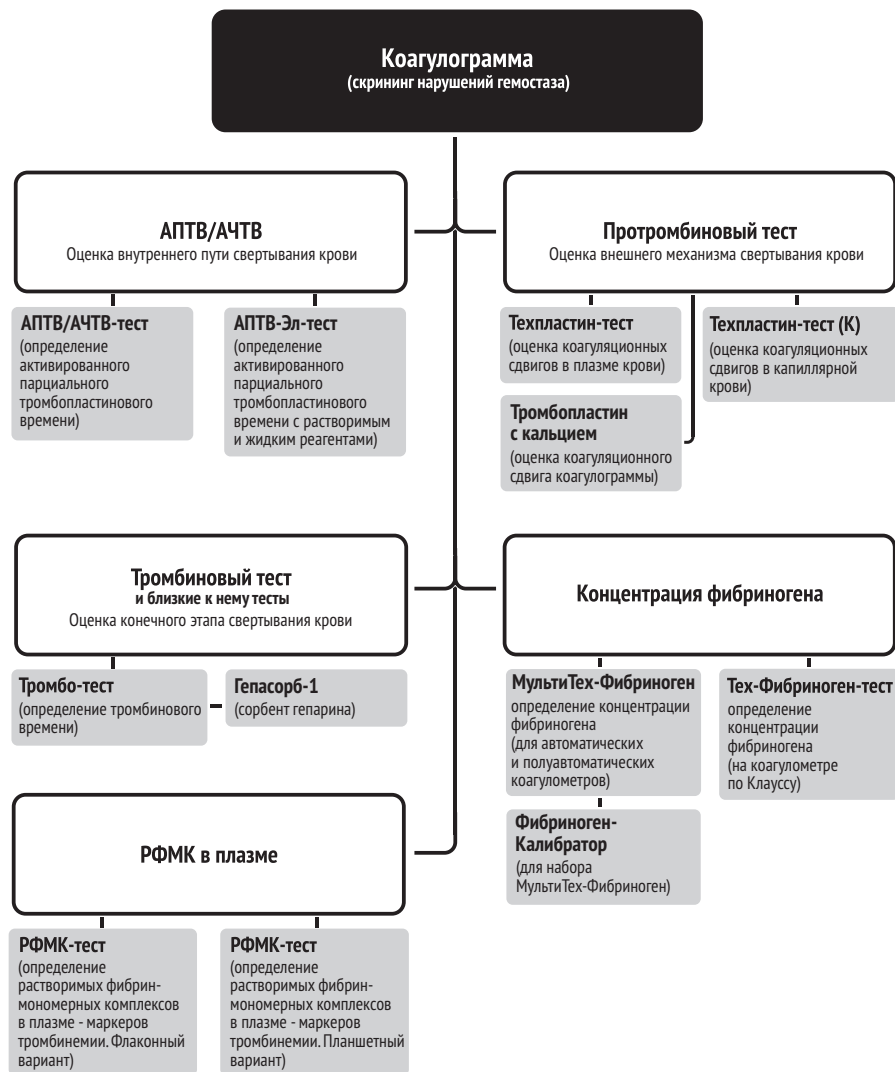 Коагулограмма
(скрининг нарушений гемостаза)
АПТВ/АЧТВ
Оценка внутреннего пути свертывания крови
Протромбиновый тест
Оценка внешнего механизма свертывания крови
АПТВ/АЧТВ-тест
(определение
активированного
парциального
тромбопластинового
времени)
АПТВ-Эл-тест
(определение
активированного
парциального
тромбопластинового
времени с растворимым
и жидким реагентами)
Техпластин-тест
(оценка коагуляционных
сдвигов в плазме крови)
Техпластин-тест (К)
(оценка коагуляционных
сдвигов в капиллярной
крови)
Тромбопластин
с кальцием
(оценка коагуляционного
сдвига коагулограммы)
Тромбиновый тест
и близкие к нему тесты
Оценка конечного этапа свертывания крови
Концентрация фибриногена
Тромбо-тест
(определение тромбинового
времени)
Гепасорб-1
(сорбент гепарина)
МультиТех-Фибриноген
определение концентрации
фибриногена
(для автоматических
и полуавтоматических
коагулометров)
Тех-Фибриноген-тест
определение
концентрации
фибриногена
(на коагулометре
по Клауссу)
Фибриноген-
Калибратор
(для набора
МультиТех-Фибриноген)
РФМК в плазме
РФМК-тест
(определение
растворимых фибрин-
мономерных комплексов
в плазме - маркеров
тромбинемии. Флаконный
вариант)
РФМК-тест
(определение
растворимых фибрин-
мономерных комплексов
в плазме - маркеров
тромбинемии. Планшетный
вариант)